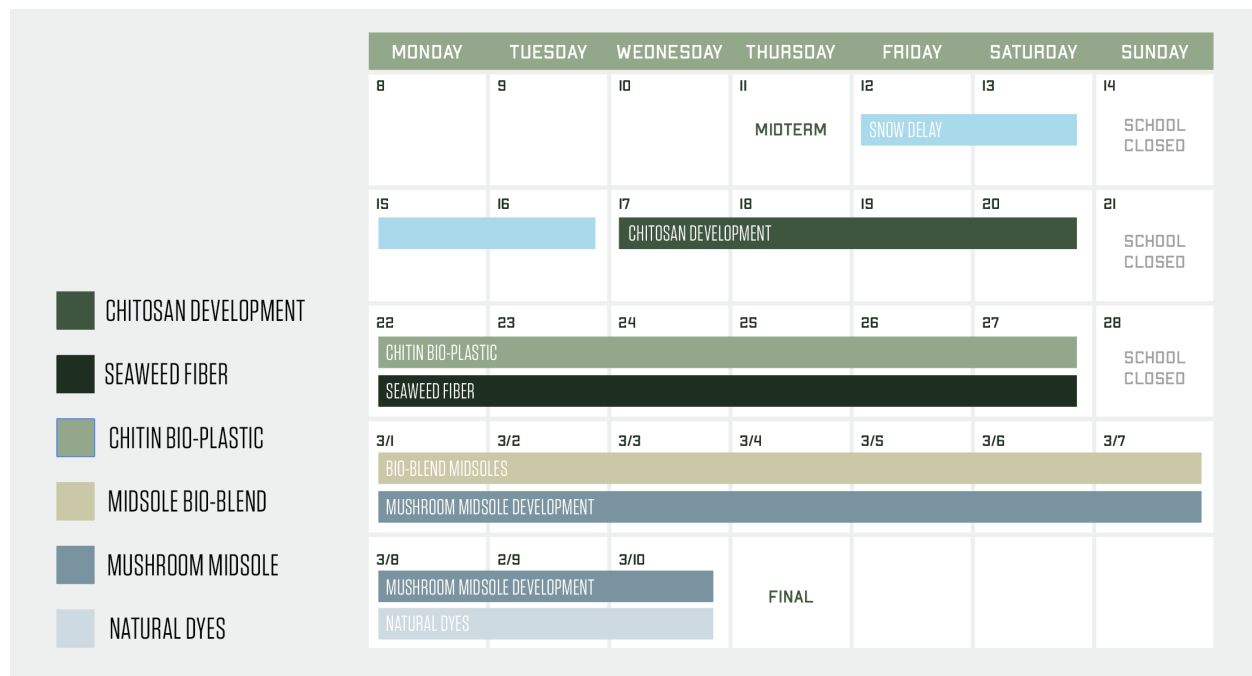 MONDAY TUESDAY WEDNESDAY THURSDAY FRIDAY SATURDAY SUNDAY
8 9 10 11 12 13 14
MIDTERM
SNOW DELAY
SCHOOL
CLOSED
15 16 17 18 19 20 21
CHITOSAN DEVELOPMENT
SCHOOL
CLOSED
22 23 24 25 26 27 28
CHITIN BIO-PLASTIC
SEAWEED FIBER
SCHOOL
CLOSED
3/1 3/2 3/3 3/4 3/5 3/6 3/7
BIO-BLEND MIDSOLES
MUSHROOM MIDSOLE DEVELOPMENT
3/8 2/9 3/10
MUSHROOM MIDSOLE DEVELOPMENT
NATURAL DYES
FINAL
CHITOSAN DEVELOPMENT
SEAWEED FIBER
CHITIN BIO-PLASTIC
MIDSOLE BIO-BLEND
MUSHROOM MIDSOLE
NATURAL DYES